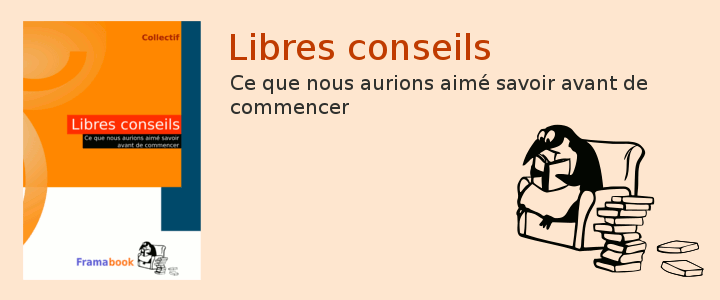 Collectif
Libres conseils
Ce que nous aurions aimé savoir
avant de commencer
Framabook
Libres conseils
Ce que nous aurions aimé savoir avant de
commencer